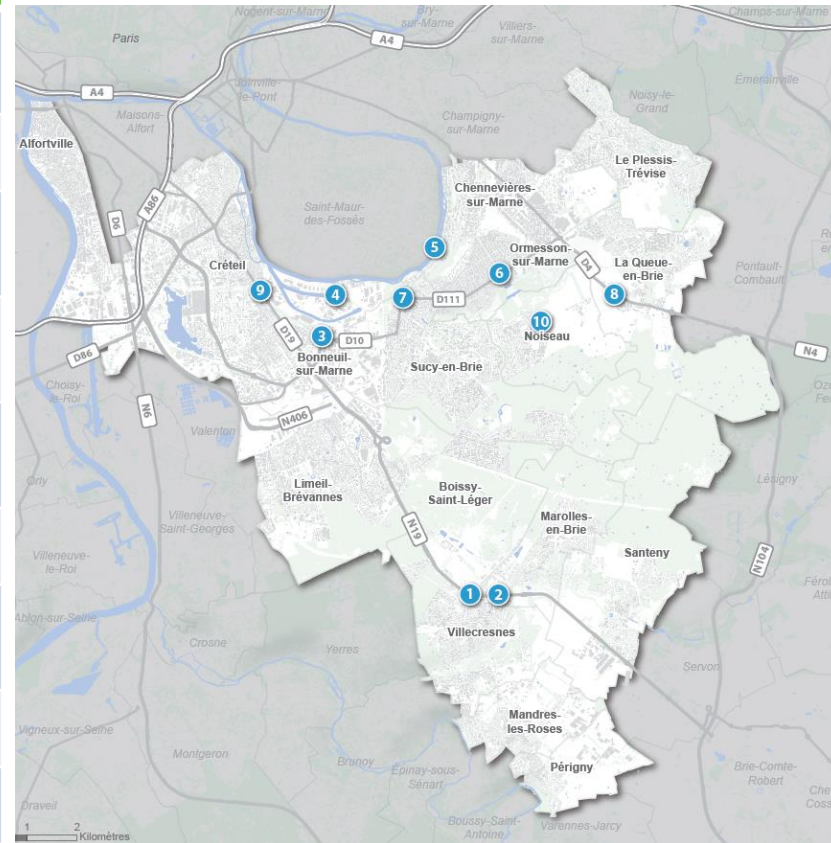 Nogent-sur-Marne
Bry-
sur-Marne
Champs-sur-Marne
Paris
Villiers-
sur-Marne
A4
Joinville
-le-Pont
Émerainville
A4
Noisy-le-
Grand
Maisons-
Alfort
Champigny
-sur-Marne
Alfortville
Le Plessis-
Trévise
Chennevières-
sur-Marne
A86
Saint-Maur-
des-Fossés
D6
Ormesson-
sur-Marne
5
Créteil
La Queue-
en-Brie
Pontault-
Combault
D4
6
9
4
7
D111
8
10
Noiseau
D19
3
D10
N4
D86
Bonneuil-
sur-Marne
Sucy-en-Brie
Choisy-
le-Roi
N6
N406
Valenton
Orly
Limeil-
Brévannes
Boissy-
Saint-Léger
Lésigny
Villeneuve-
Saint-Georges
Marolles-
en-Brie
N19
Villeneuve-
le-Roi
Santeny
N104
1
2
Ablon-sur-Seine
Villecresnes
Crosne
Yerres
Servon
Mandres-
les-Roses
Vigneux-sur-Seine
Montgeron
Brunoy
Périgny
Epinay-sous-
Sénart
Brie-Comte-
Robert
Draveil
Boussy-Saint-
Antoine
Varennes-Jarcy
1
2
Kilomètres